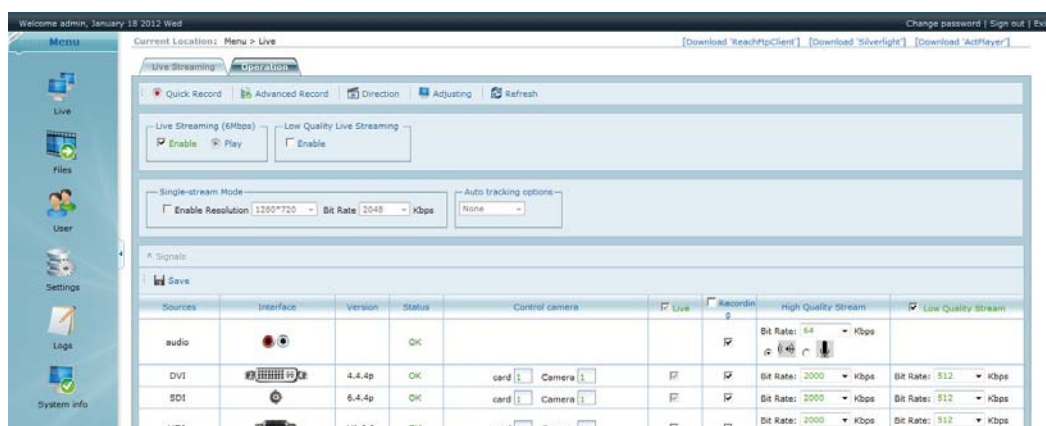 Welcome admin, January 18 2012 Wed
Change password | Sign out | Exi
Menu
Current Location: Menu > Live
[Download 'ReachFtpClient'] [Download 'Silverlight'] [Download 'ActPlayer']
Live Streaming
Operation
Quick Record
Advanced Record
Direction
Adjusting
Refresh
Live
Live Streaming (6Mbps)
Enable
Play
Low Quality Live Streaming
Enable
Files
Single-stream Mode
Enable Resolution 1280*720 Bit Rate 2048 Kbps
Auto tracking options
None
User
Signals
Save
Settings
Sources Interface Version Status Control camera Live Recording High Quality Stream Low Quality Stream
audio OK Bit Rate: 64 Kbps
Logs
DVI 4.4.4p OK card 1 Camera 1 Bit Rate: 2000 Kbps Bit Rate: 512 Kbps
SDI 6.4.4p OK card 1 Camera 1 Bit Rate: 2000 Kbps Bit Rate: 512 Kbps
System info
Bit Rate: 2000 Kbps Bit Rate: 512 Kbps